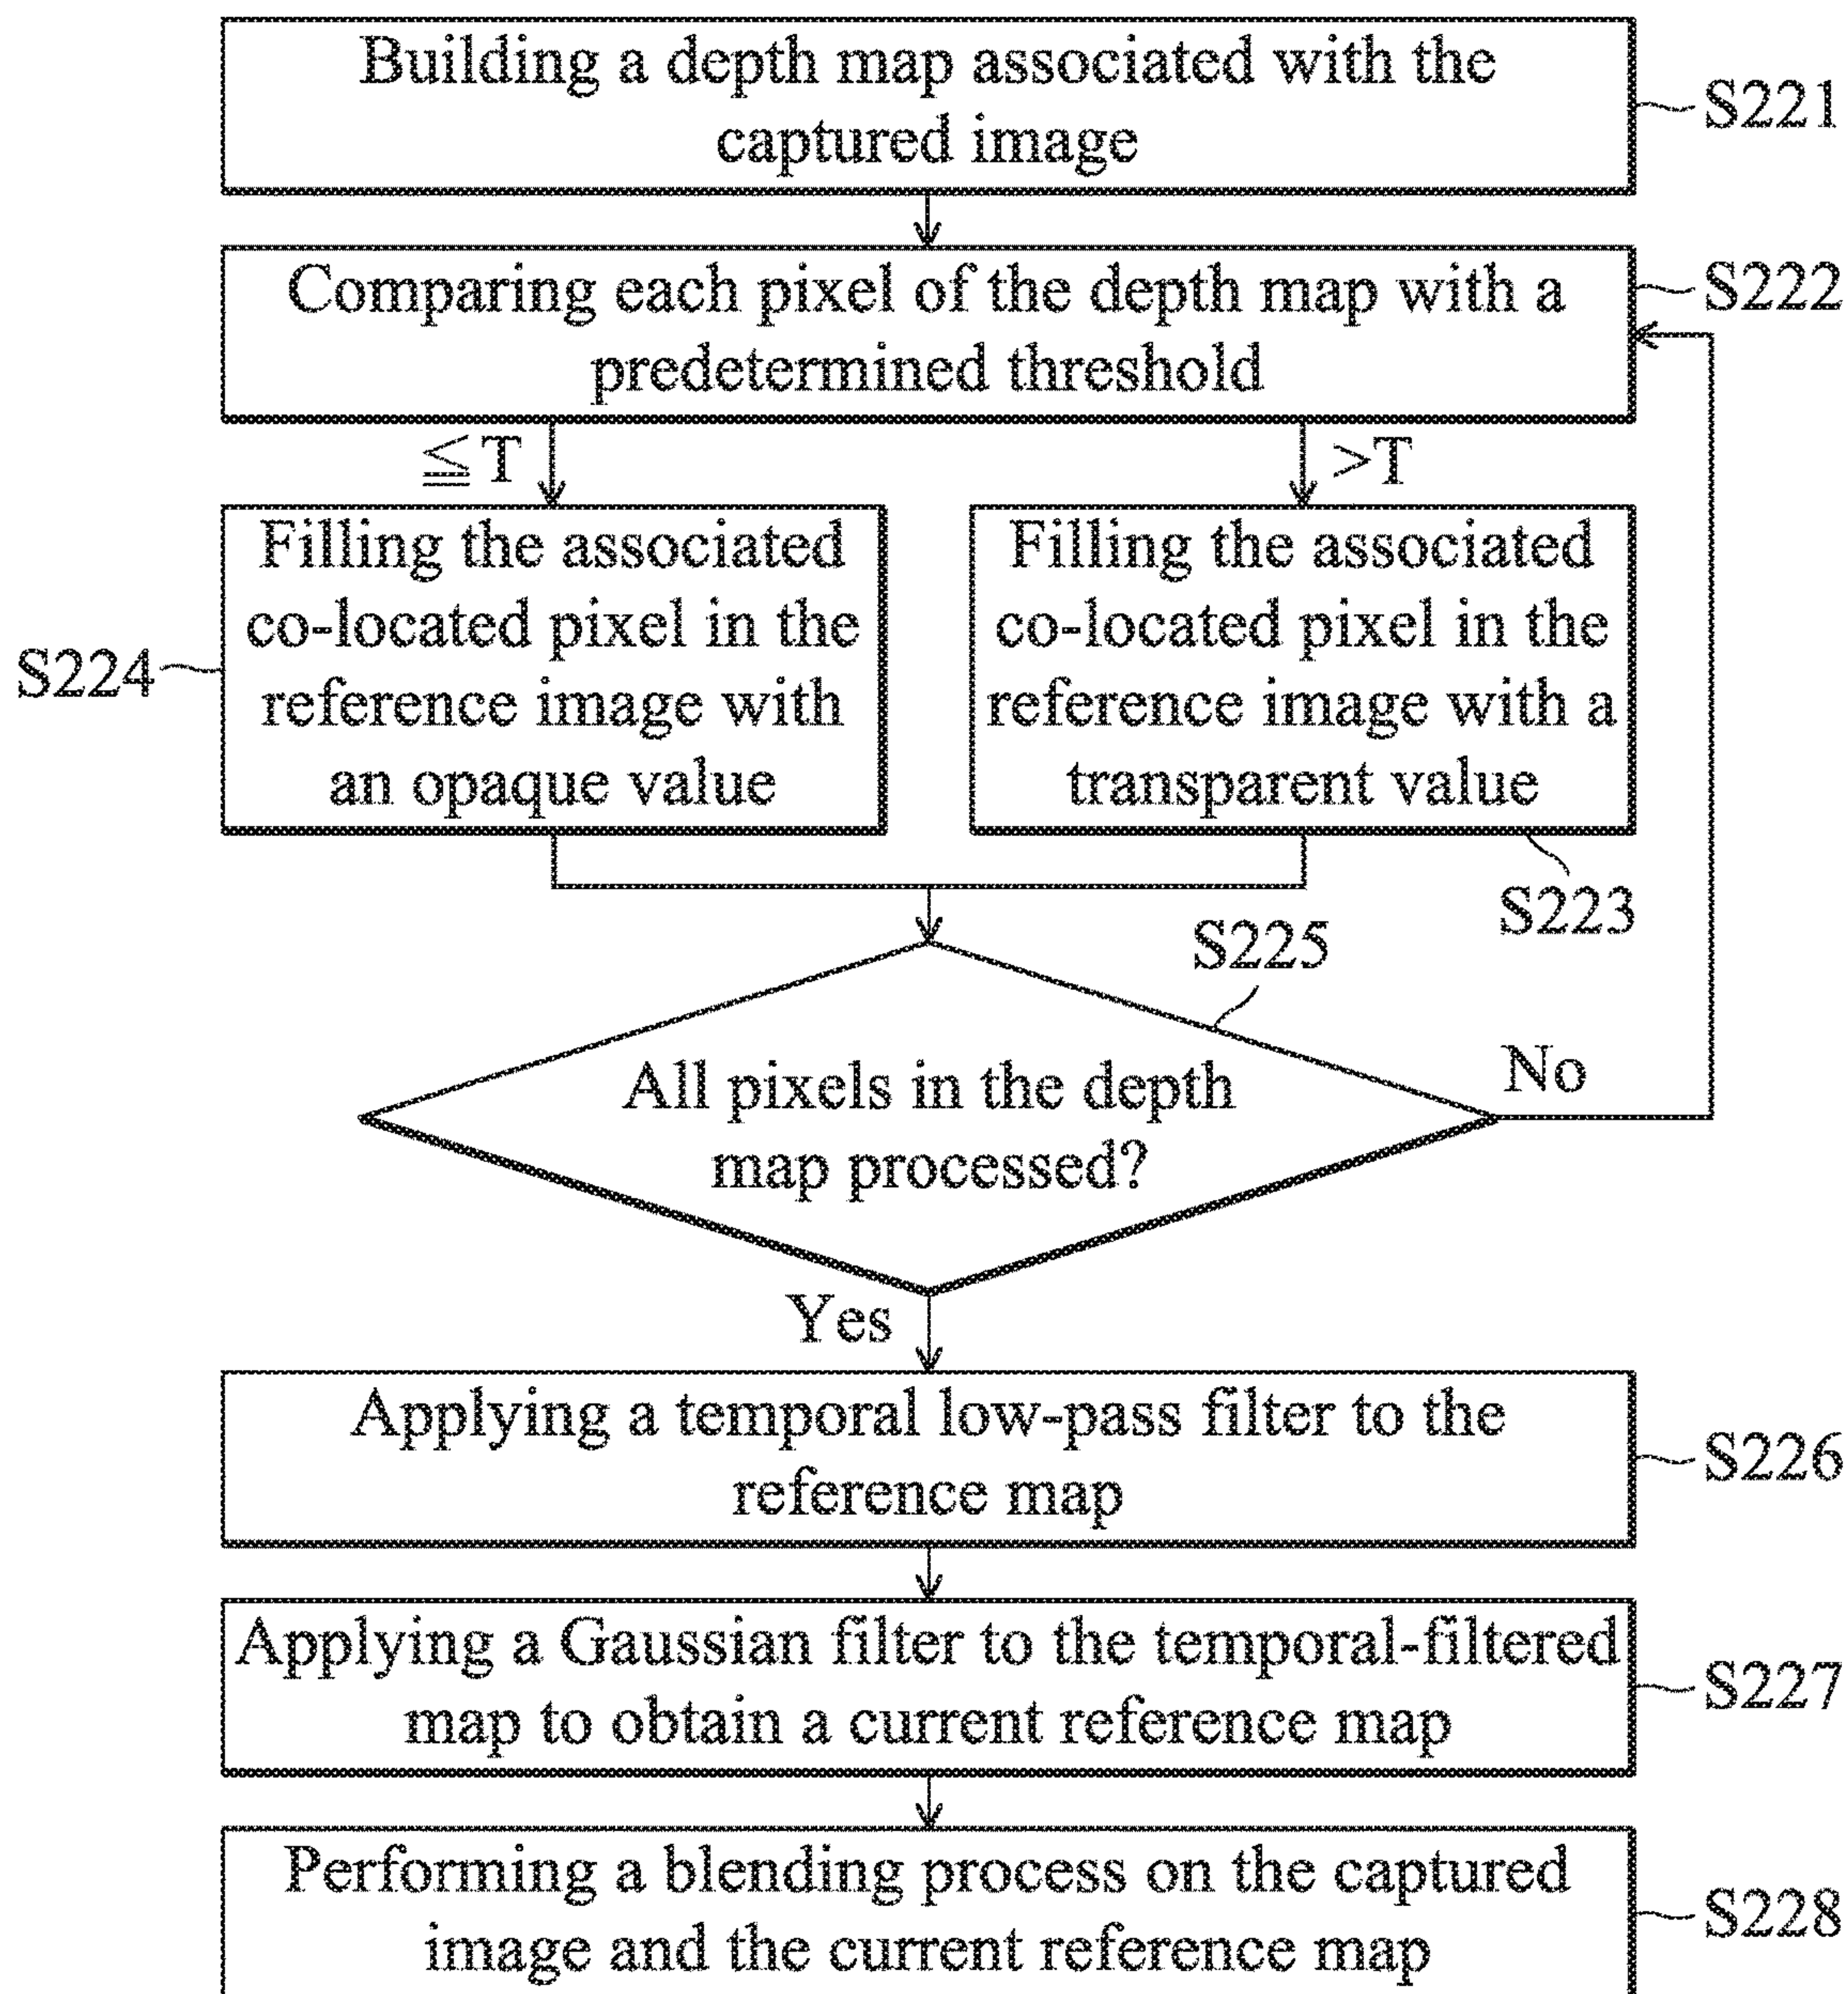 Building a depth map associated with the
captured image
S221
Comparing each pixel of the depth map with a
predetermined threshold
S222
≦ T
>T
Filling the associated
co-located pixel in the
reference image with
an opaque value
S224
Filling the associated
co-located pixel in the
reference image with a
transparent value
S223
S225
All pixels in the depth
map processed?
No
Yes
Applying a temporal low-pass filter to the
reference map
S226
Applying a Gaussian filter to the temporal-filtered
map to obtain a current reference map
S227
Performing a blending process on the captured
image and the current reference map
S228